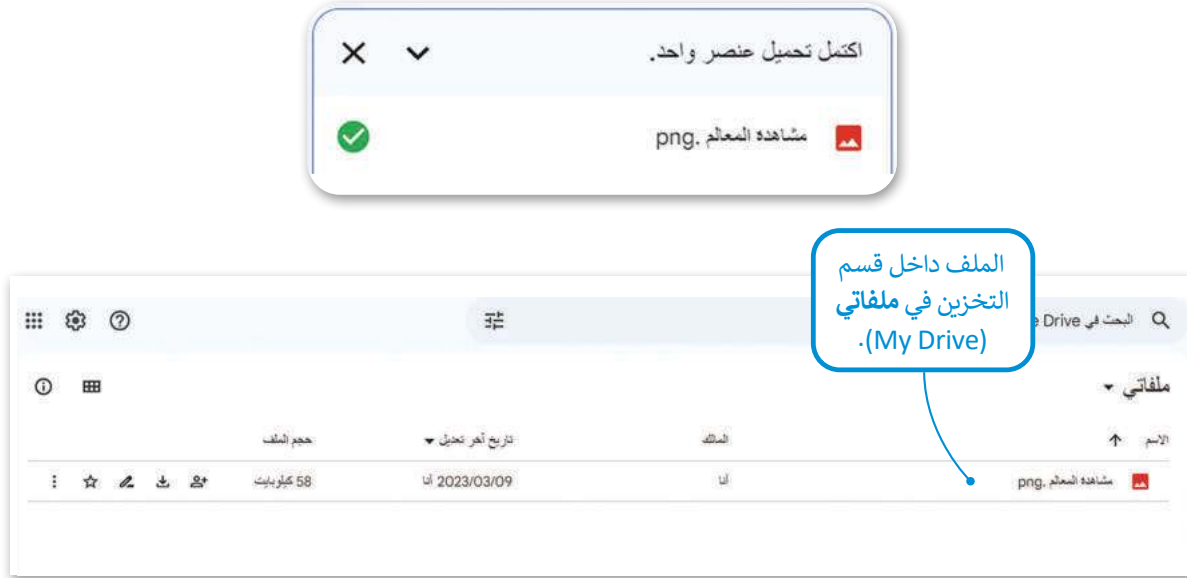 اكتمل تحميل عنصر واحد.
مشاهده المعالم .png
الملف داخل قسم
التخزين في ملفاتي
(My Drive).
البحث في e Drive
ملفاتي
الاسم
المالك
تاريخ آخر تعديل
حجم الملف
مشاهده المعالم .png
أنا
2023/03/09 أنا
58 كيلوبايت